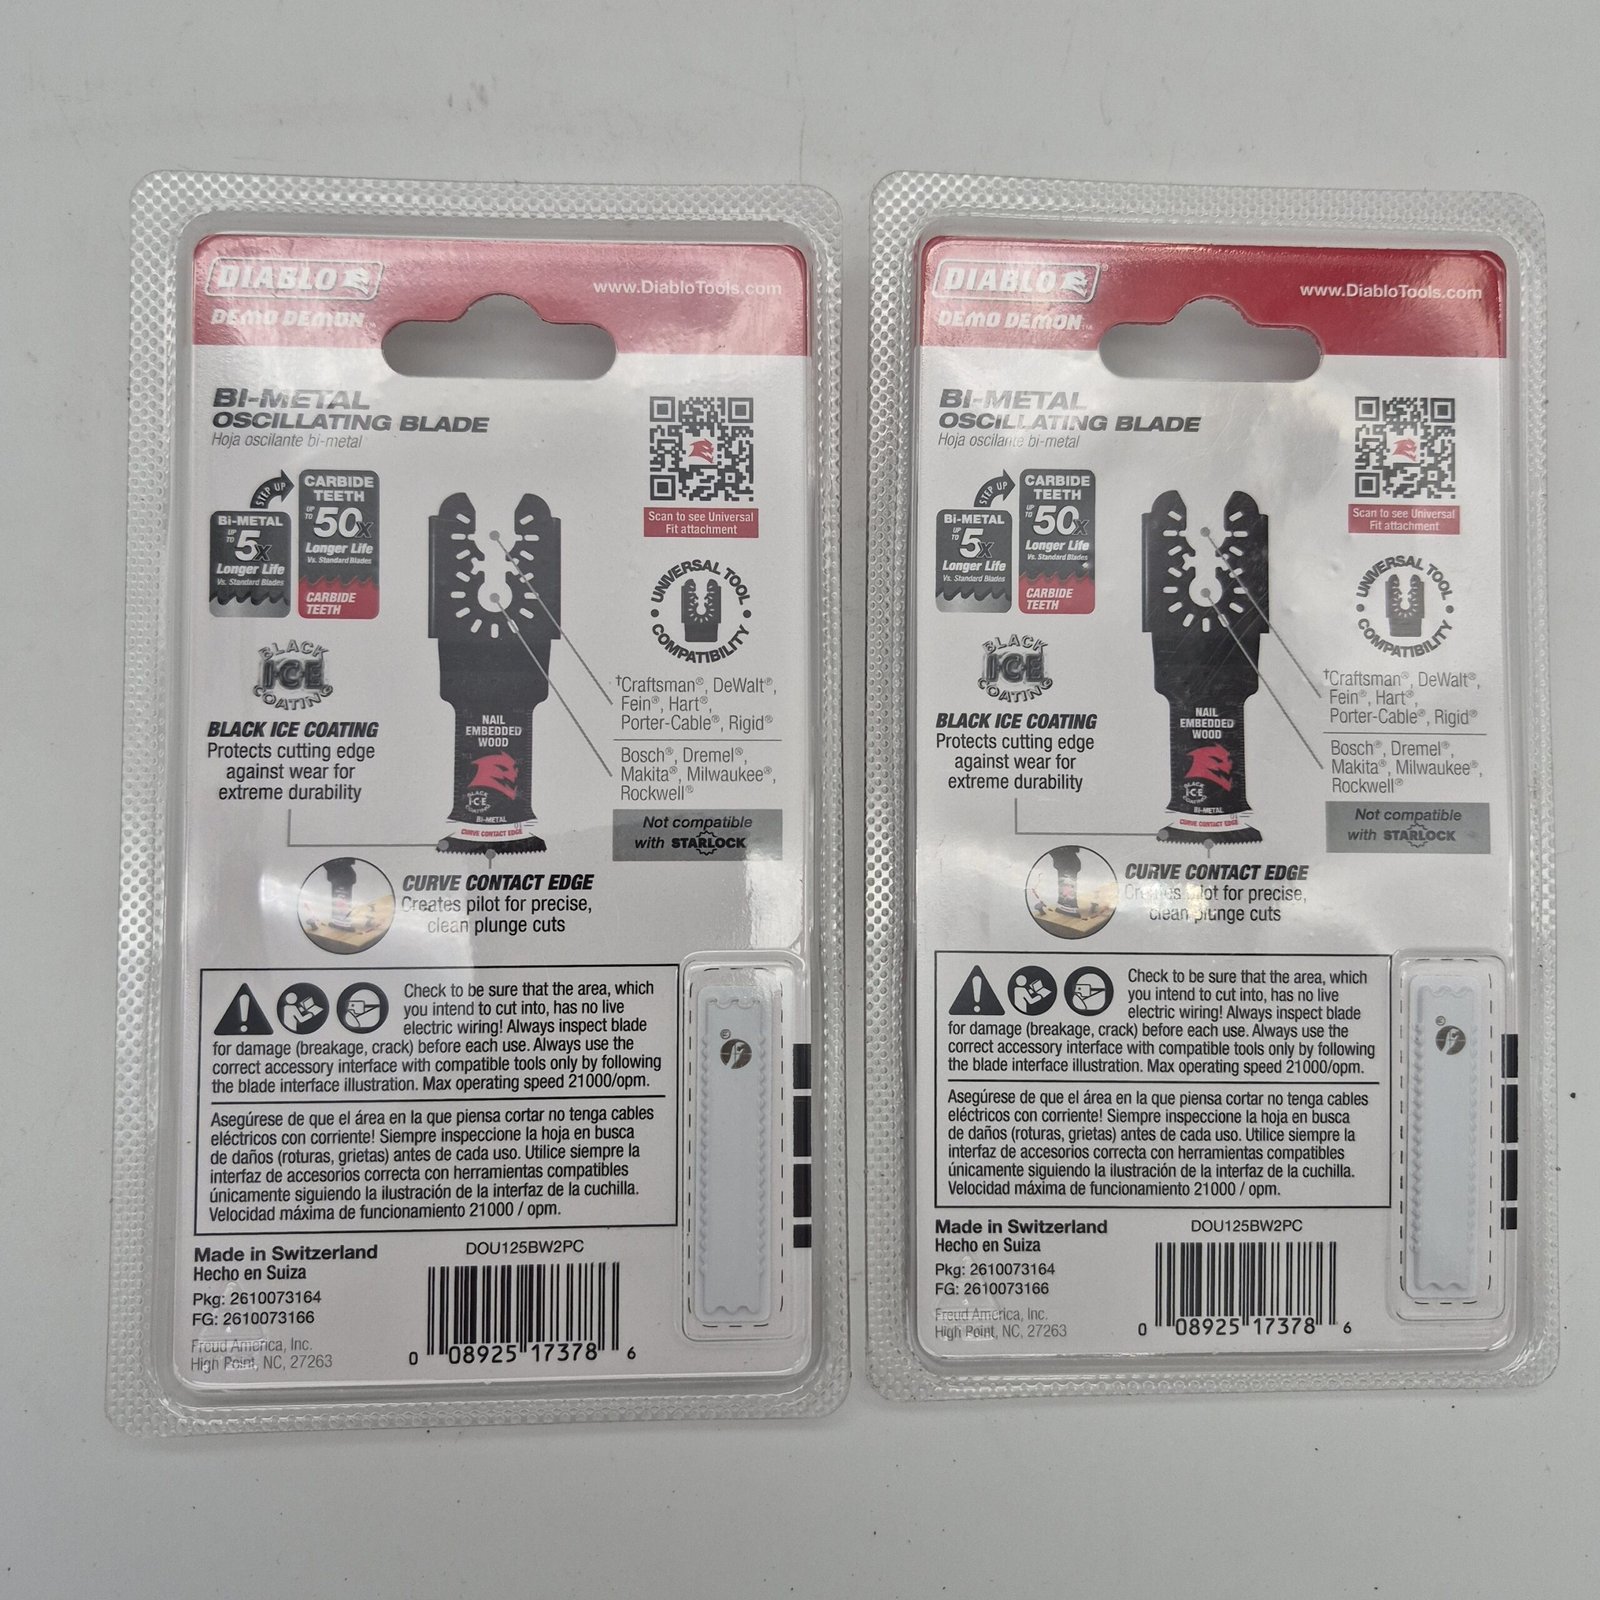 DIABLO
www.DiabloTools.com
DEMO DEMON™
BI-METAL
OSCILLATING BLADE
Hoja oscilante bi-metal
STEP UP
CARBIDE
TEETH
UP TO 50x
Longer Life
Vs. Standard Blades
CARBIDE
TEETH
Bi-METAL
UP TO 5x
Longer Life
Vs. Standard Blades
Scan to see Universal
Fit attachment
UNIVERSAL TOOL
COMPATIBILITY
BLACK
ICE
COATING
BLACK ICE COATING
Protects cutting edge
against wear for
extreme durability
NAIL
EMBEDDED
WOOD
BLACK
ICE
COATING
BI-METAL
CURVE CONTACT EDGE
†Craftsman®, DeWalt®,
Fein®, Hart®,
Porter-Cable®, Rigid®
Bosch®, Dremel®,
Makita®, Milwaukee®,
Rockwell®
Not compatible
with STARLOCK
CURVE CONTACT EDGE
Creates pilot for precise,
clean plunge cuts
Check to be sure that the area, which
you intend to cut into, has no live
electric wiring! Always inspect blade
for damage (breakage, crack) before each use. Always use the
correct accessory interface with compatible tools only by following
the blade interface illustration. Max operating speed 21000/opm.
Asegúrese de que el área en la que piensa cortar no tenga cables
eléctricos con corriente! Siempre inspeccione la hoja en busca
de daños (roturas, grietas) antes de cada uso. Utilice siempre la
interfaz de accesorios correcta con herramientas compatibles
únicamente siguiendo la ilustración de la interfaz de la cuchilla.
Velocidad máxima de funcionamiento 21000 / opm.
Made in Switzerland
Hecho en Suiza
Pkg: 2610073164
FG: 2610073166
Freud America, Inc.
High Point, NC, 27263
DOU125BW2PC
0 08925 17378 6
DIABLO®
www.DiabloTools.com
DEMO DEMON™
BI-METAL
OSCILLATING BLADE
Hoja oscilante bi-metal
STEP UP
CARBIDE
TEETH
UP TO 50x
Longer Life
Vs. Standard Blades
CARBIDE
TEETH
Bi-METAL
UP TO 5x
Longer Life
Vs. Standard Blades
Scan to see Universal
Fit attachment
UNIVERSAL TOOL
COMPATIBILITY
BLACK
ICE
COATING
BLACK ICE COATING
Protects cutting edge
against wear for
extreme durability
NAIL
EMBEDDED
WOOD
BLACK
ICE
COATING
BI-METAL
CURVE CONTACT EDGE
†Craftsman®, DeWalt®,
Fein®, Hart®,
Porter-Cable®, Rigid®
Bosch®, Dremel®,
Makita®, Milwaukee®,
Rockwell®
Not compatible
with STARLOCK
CURVE CONTACT EDGE
Creates pilot for precise,
clean plunge cuts
Check to be sure that the area, which
you intend to cut into, has no live
electric wiring! Always inspect blade
for damage (breakage, crack) before each use. Always use the
correct accessory interface with compatible tools only by following
the blade interface illustration. Max operating speed 21000/opm.
Asegúrese de que el área en la que piensa cortar no tenga cables
eléctricos con corriente! Siempre inspeccione la hoja en busca
de daños (roturas, grietas) antes de cada uso. Utilice siempre la
interfaz de accesorios correcta con herramientas compatibles
únicamente siguiendo la ilustración de la interfaz de la cuchilla.
Velocidad máxima de funcionamiento 21000 / opm.
Made in Switzerland
Hecho en Suiza
Pkg: 2610073164
FG: 2610073166
Freud America, Inc.
High Point, NC, 27263
DOU125BW2PC
0 08925 17378 6